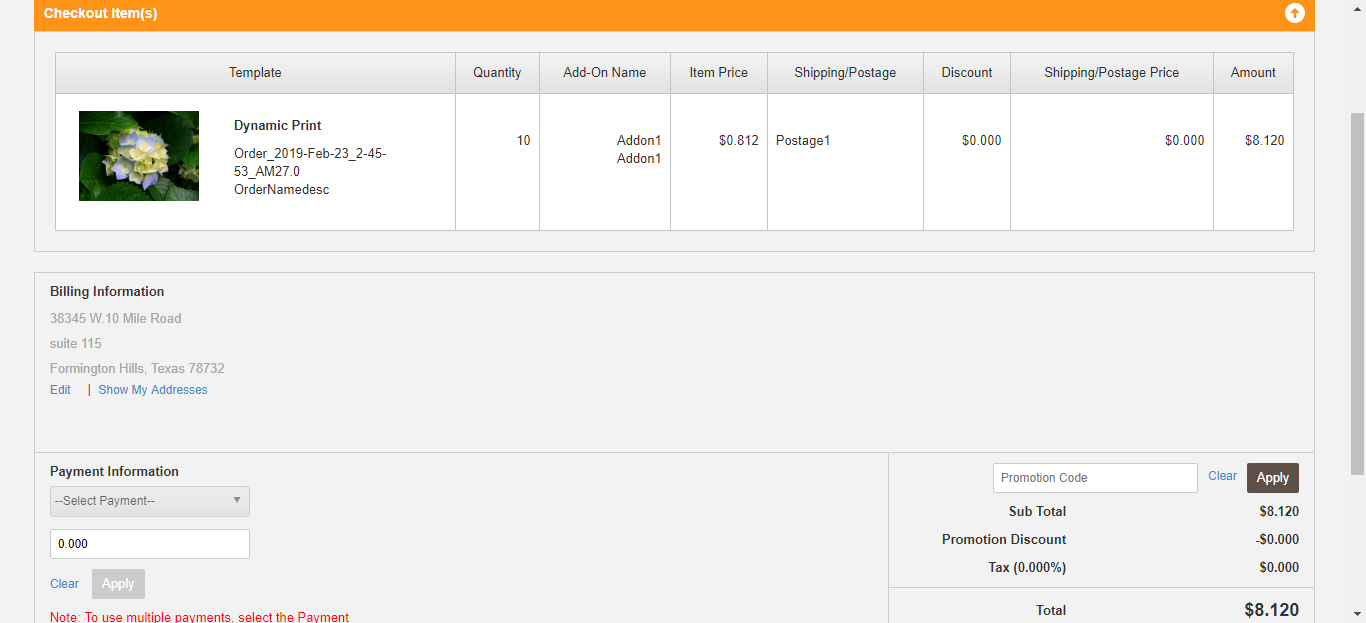 Checkout Item(s)
Template Quantity Add-On Name Item Price Shipping/Postage Discount Shipping/Postage Price Amount
Dynamic Print
Order_2019-Feb-23_2-45-
53_AM27.0
OrderNamedesc
10
Addon1
Addon1
$0.812
Postage1
$0.000
$0.000
$8.120
Billing Information
38345 W.10 Mile Road
suite 115
Formington Hills, Texas 78732
Edit | Show My Addresses
Payment Information
--Select Payment--
0.000
Clear Apply
Note: To use multiple payments, select the Payment
Promotion Code Clear Apply
Sub Total $8.120
Promotion Discount -$0.000
Tax (0.000%) $0.000
Total $8.120